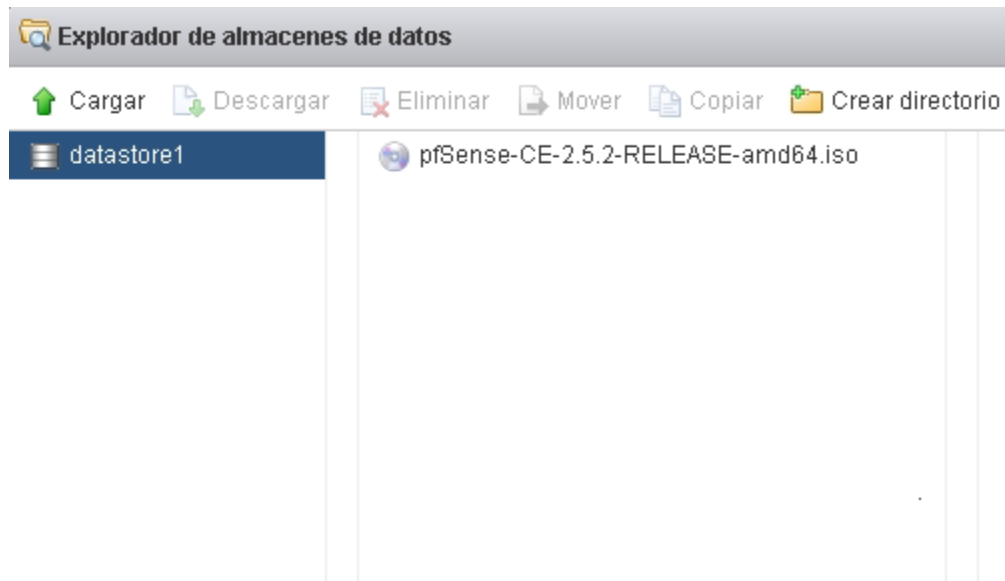 Explorador de almacenes de datos
Cargar Descargar Eliminar Mover Copiar Crear directorio
datastore1 pfSense-CE-2.5.2-RELEASE-amd64.iso